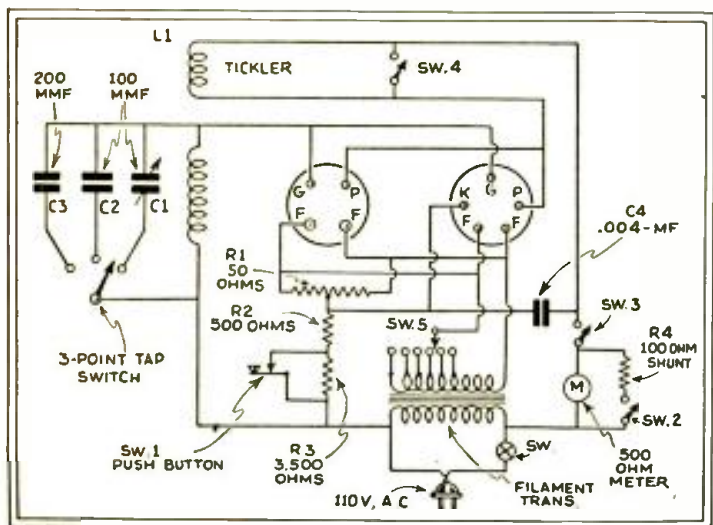 L1
TICKLER
SW.4
200
MMF
100
MMF
C3
C2
C1
G
P
F
F
K
G
P
F
F
C4
.004-MF
R1
50
OHMS
R2
500 OHMS
SW.5
SW.3
R4
100 OHM
SHUNT
3-POINT TAP
SWITCH
M
SW.2
SW.1
PUSH BUTTON
R3
3,500
OHMS
SW
110 V, A C
FILAMENT
TRANS
500
OHM
METER